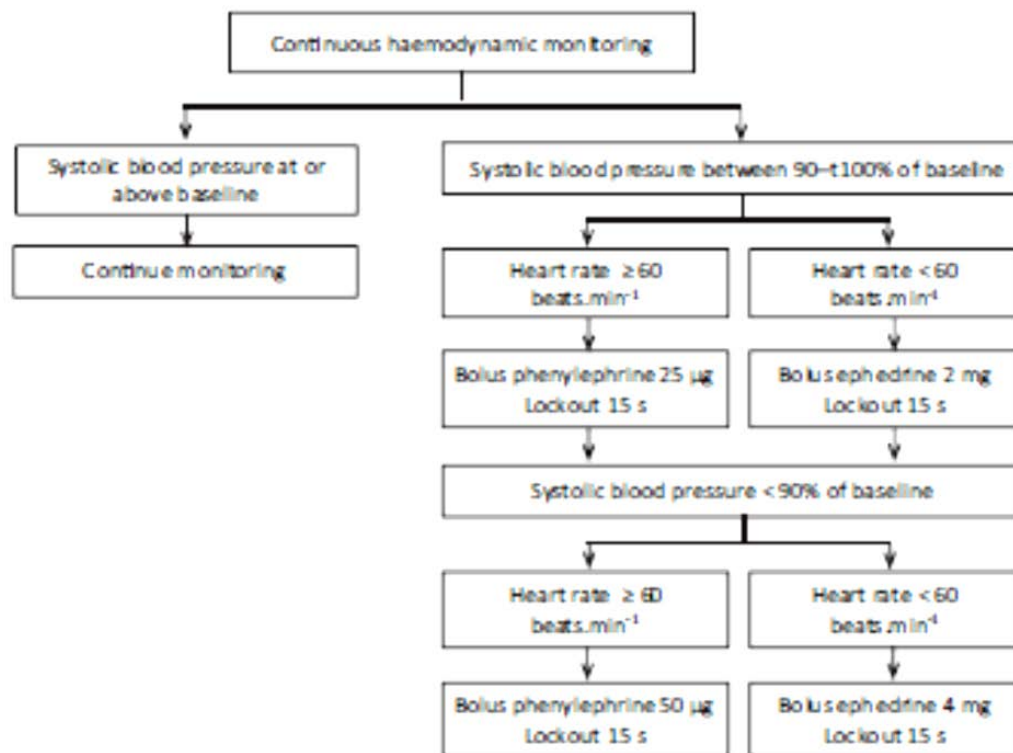 Continuous haemodynamic monitoring
Systolic blood pressure at or
above baseline
Continue monitoring
Systolic blood pressure between 90–t100% of baseline
Heart rate ≥ 60
beats.min⁻¹
Heart rate < 60
beats.min⁻¹
Bolus phenylephrine 25 µg
Lockout 15 s
Bolus ephedrine 2 mg
Lockout 15 s
Systolic blood pressure < 90% of baseline
Heart rate ≥ 60
beats.min⁻¹
Heart rate < 60
beats.min⁻¹
Bolus phenylephrine 50 µg
Lockout 15 s
Bolus ephedrine 4 mg
Lockout 15 s